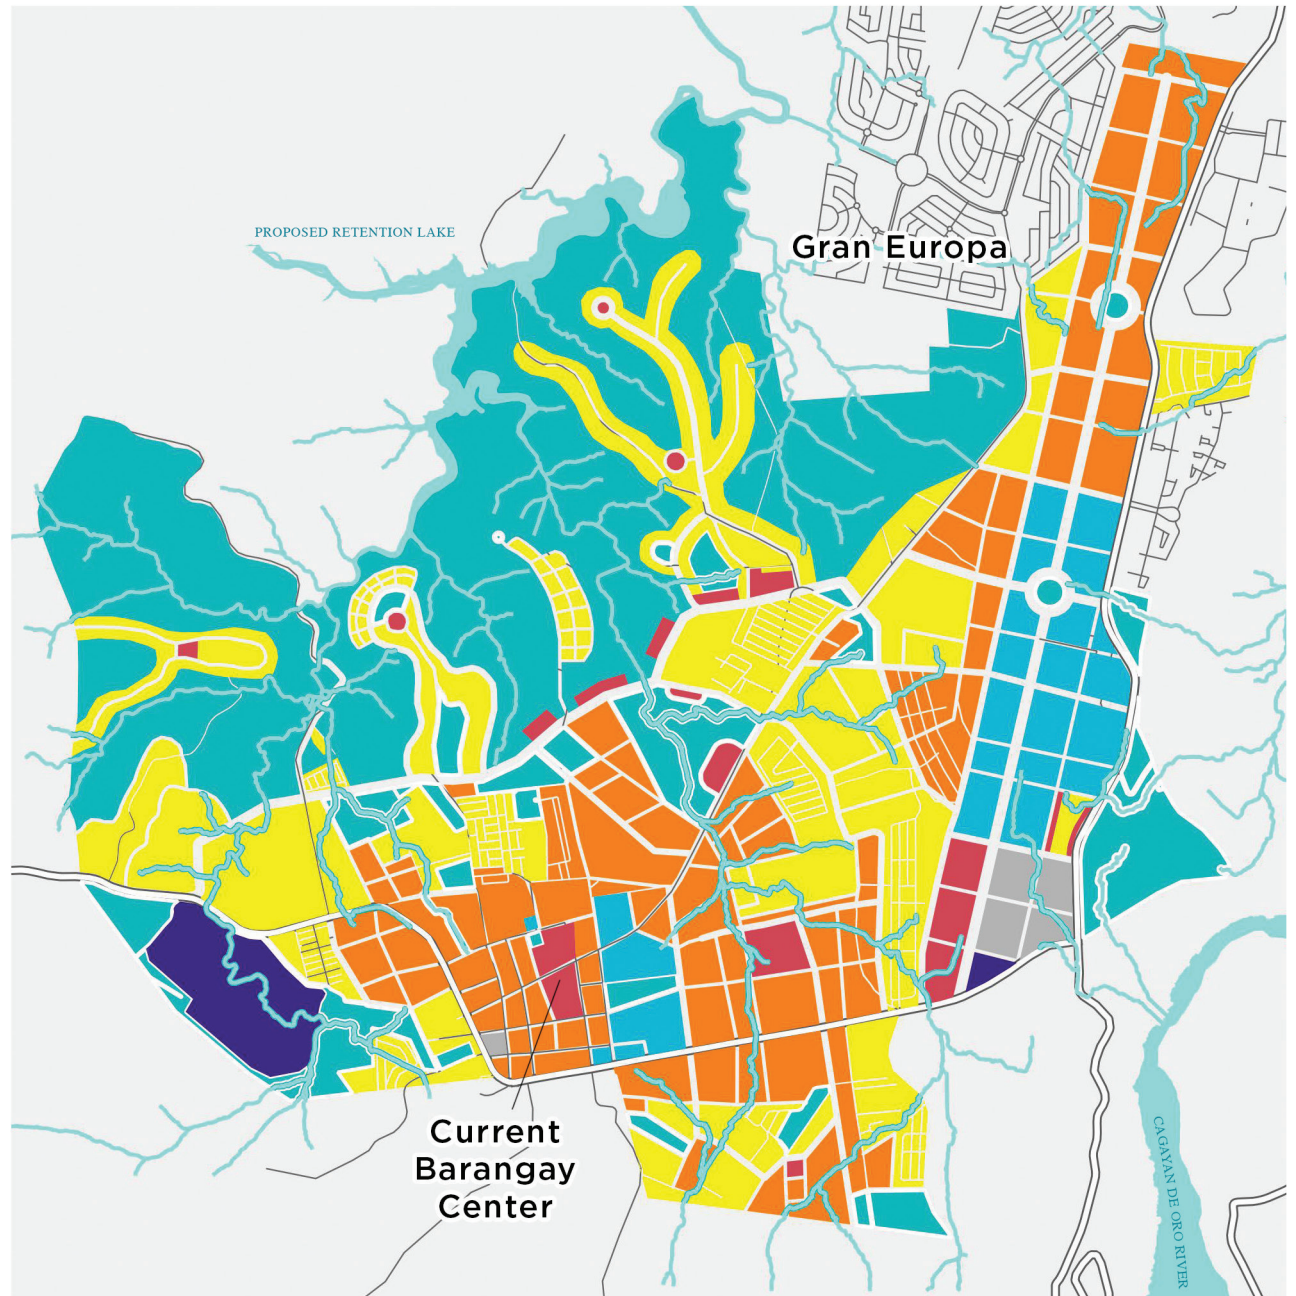 PROPOSED RETENTION LAKE
Gran Europa
Current
Barangay
Center
CAGAYAN DE ORO RIVER